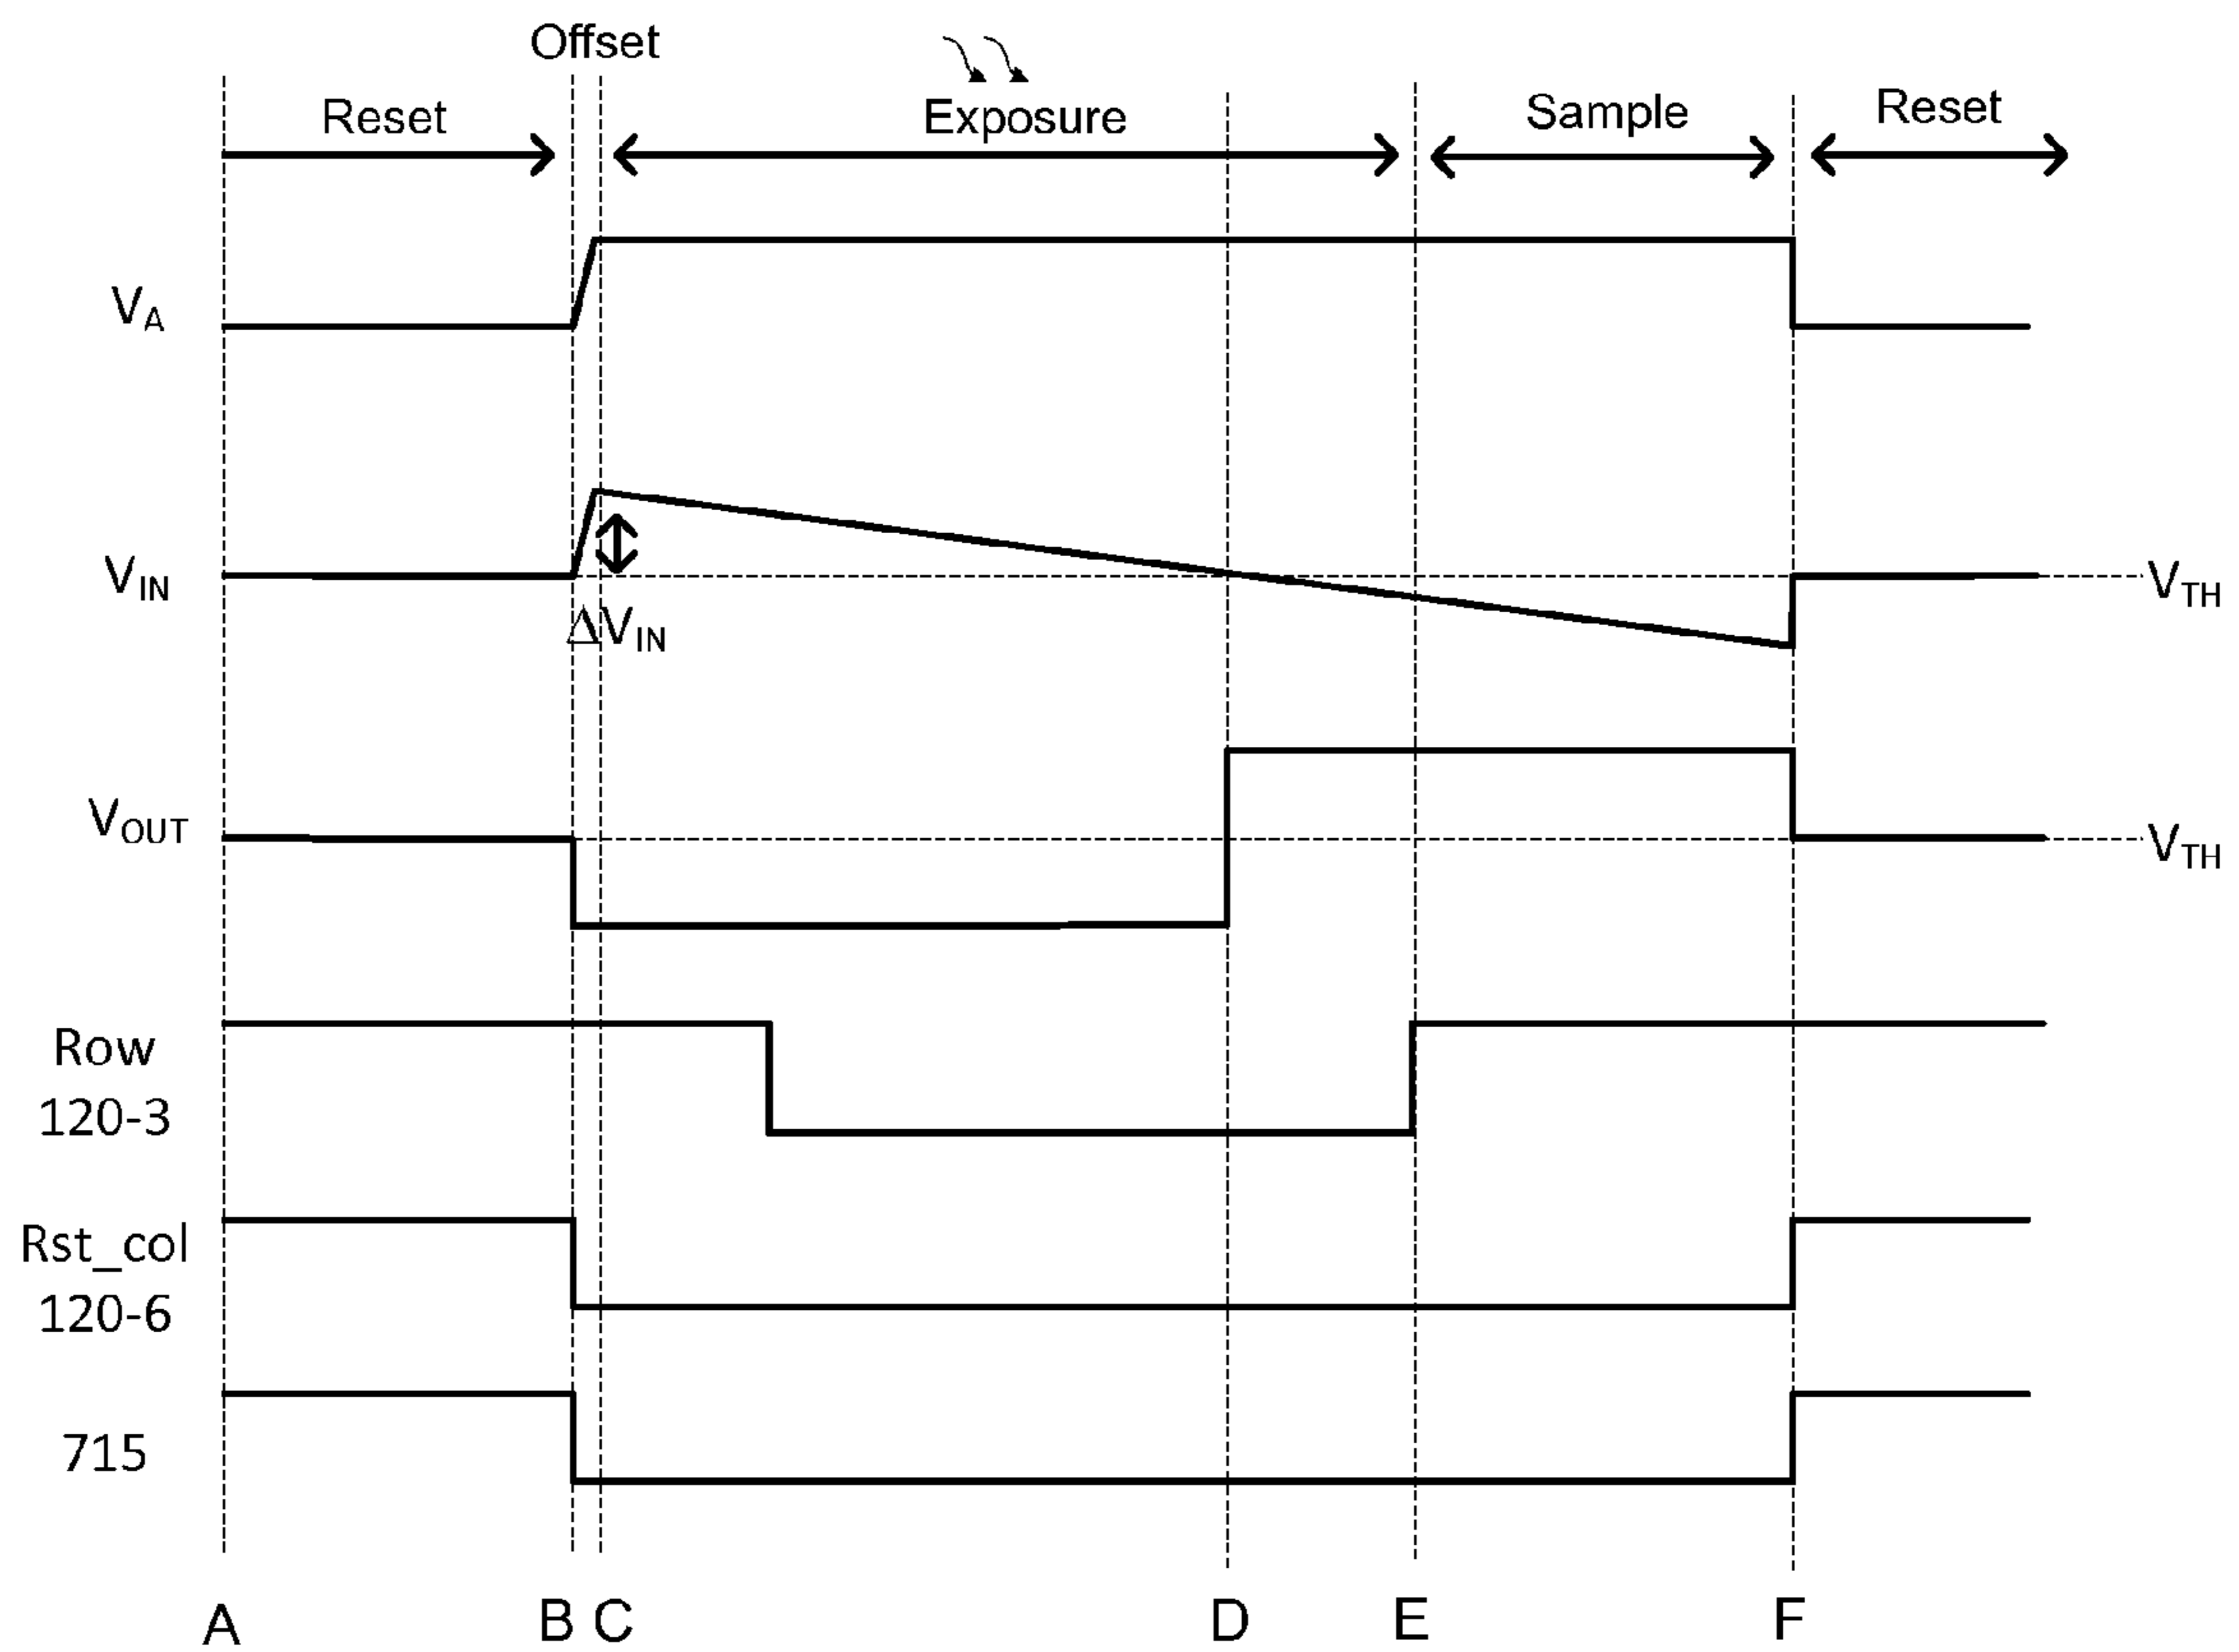 Offset
Reset
Exposure
Sample
Reset
VA
VIN
VTH
ΔVIN
VOUT
VTH
Row
120-3
Rst_col
120-6
715
A
B
C
D
E
F